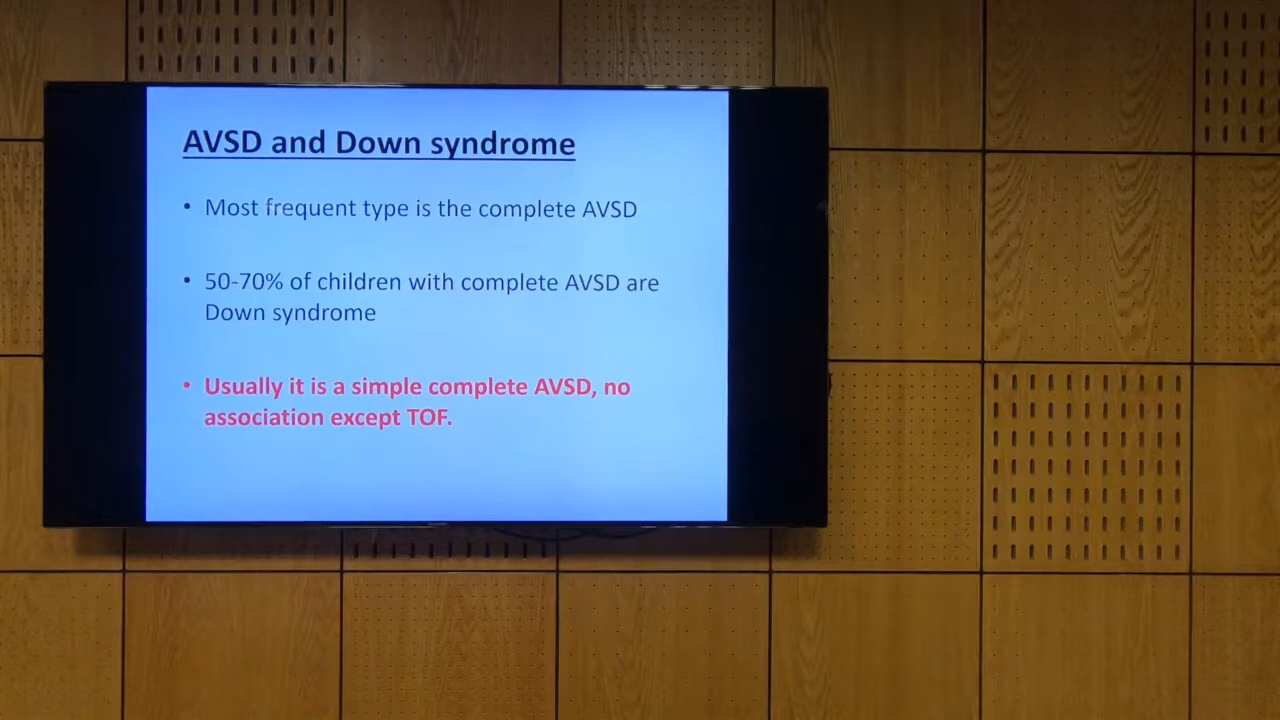 AVSD and Down syndrome
• Most frequent type is the complete AVSD
• 50-70% of children with complete AVSD are
Down syndrome
• Usually it is a simple complete AVSD, no
association except TOF.